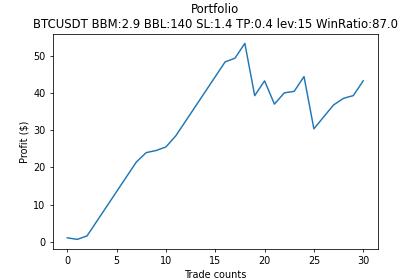 Portfolio
BTCUSDT BBM:2.9 BBL:140 SL:1.4 TP:0.4 lev:15 WinRatio:87.0
50
40
30
20
10
0
Profit ($)
0 5 10 15 20 25 30
Trade counts